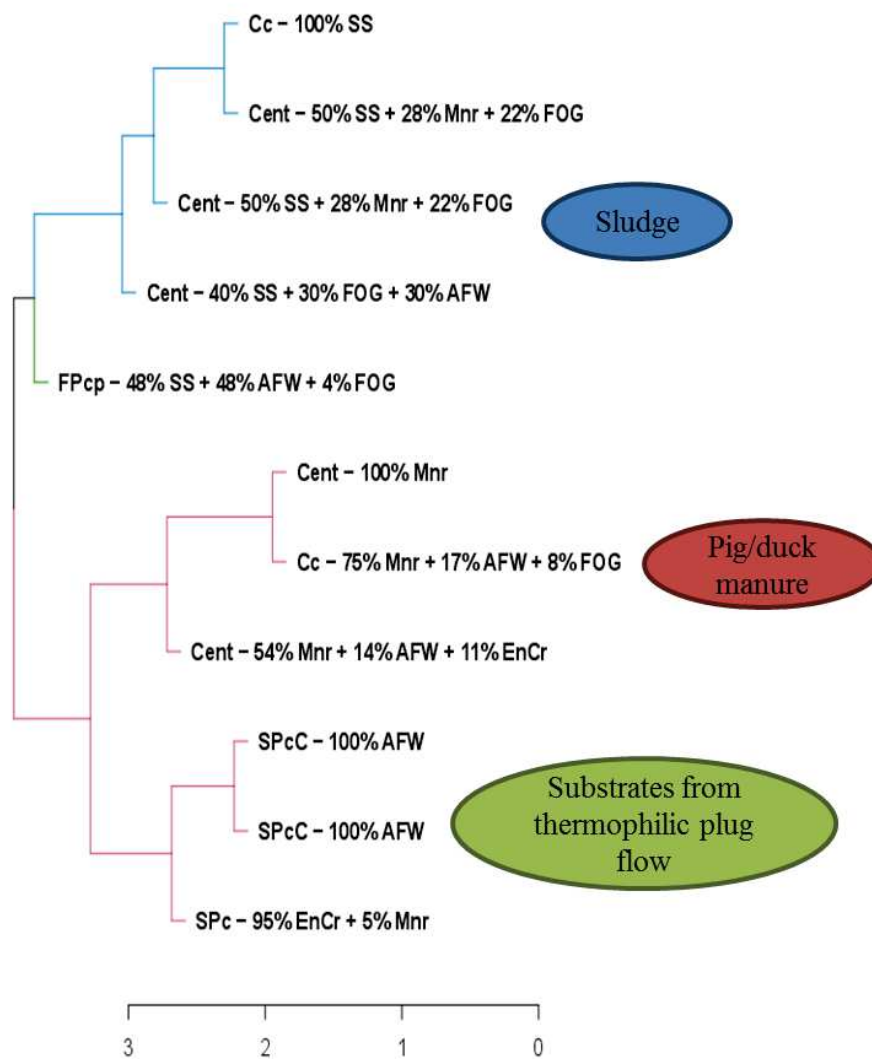 Cc – 100% SS
Cent – 50% SS + 28% Mnr + 22% FOG
Cent – 50% SS + 28% Mnr + 22% FOG
Sludge
Cent – 40% SS + 30% FOG + 30% AFW
FPcp – 48% SS + 48% AFW + 4% FOG
Cent – 100% Mnr
Pig/duck
manure
Cc – 75% Mnr + 17% AFW + 8% FOG
Cent – 54% Mnr + 14% AFW + 11% EnCr
SPcC – 100% AFW
Substrates from
thermophilic plug
flow
SPcC – 100% AFW
SPc – 95% EnCr + 5% Mnr
3 2 1 0